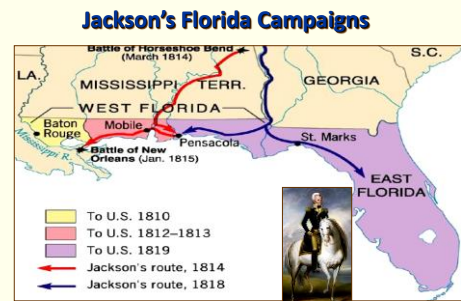 Jackson's Florida Campaigns
Battle of Horseshoe Bend
(March 1814)
S.C.
LA.
MISSISSIPPI TERR.
GEORGIA
WEST FLORIDA
Baton
Rouge
Mobile
Pensacola
St. Marks
Mississippi R.
Battle of New
Orleans (Jan. 1815)
EAST
FLORIDA
To U.S. 1810
To U.S. 1812–1813
To U.S. 1819
Jackson's route, 1814
Jackson's route, 1818